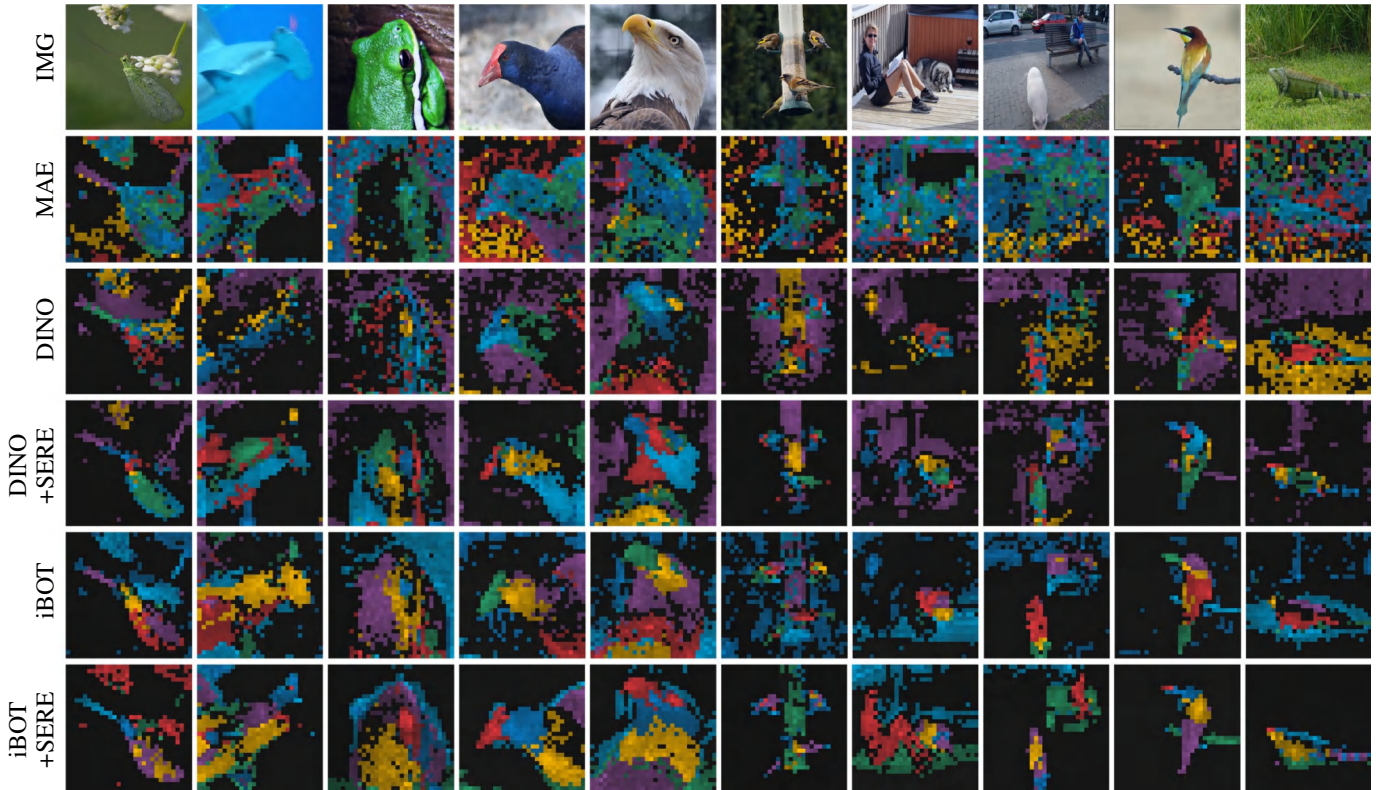 IMG
MAE
DINO
DINO
+SERE
iBOT
iBOT
+SERE